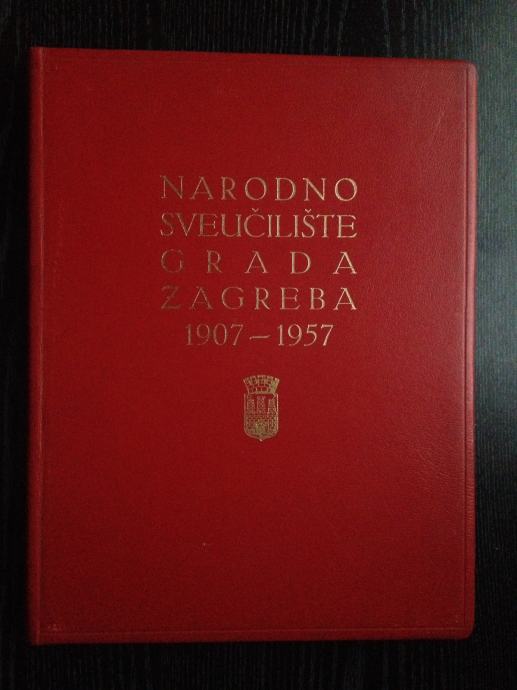 NARODNO
SVEUČILIŠTE
GRADA
ZAGREBA
1907 – 1957